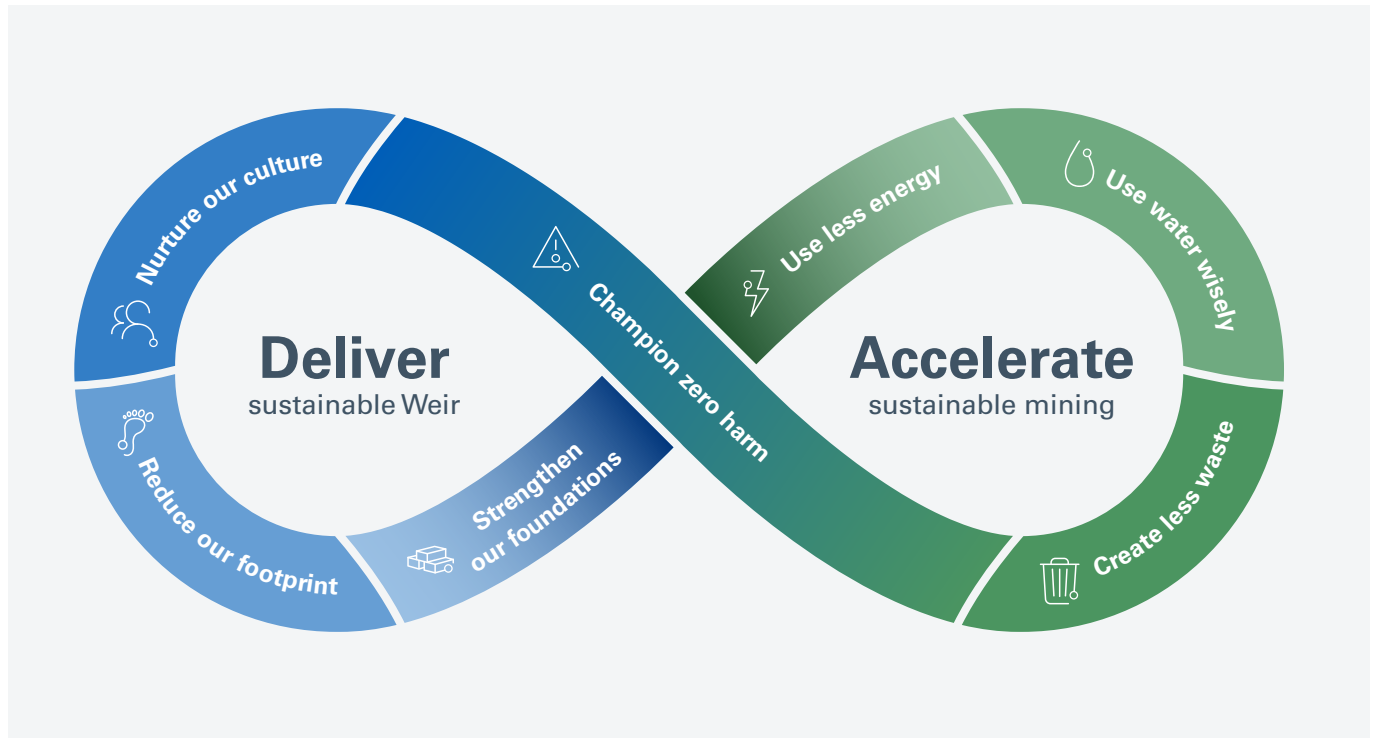 Nurture our culture
Reduce our footprint
Deliver
sustainable Weir
Strengthen
our foundations
Champion zero harm
Use less energy
Use water wisely
Accelerate
sustainable mining
Create less waste